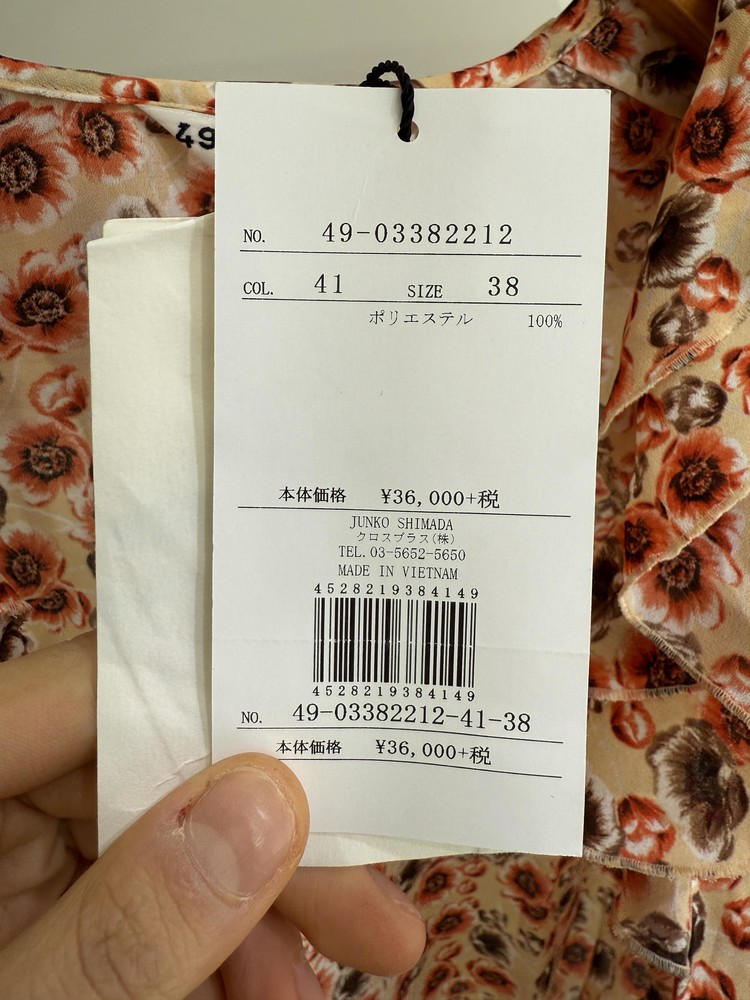 49
NO. 49-03382212
COL. 41 SIZE 38
ポリエステル 100%
本体価格 ¥36,000+税
JUNKO SHIMADA
クロスプラス(株)
TEL.03-5652-5650
MADE IN VIETNAM
4528219384149
4528219384149
NO. 49-03382212-41-38
本体価格 ¥36,000+税